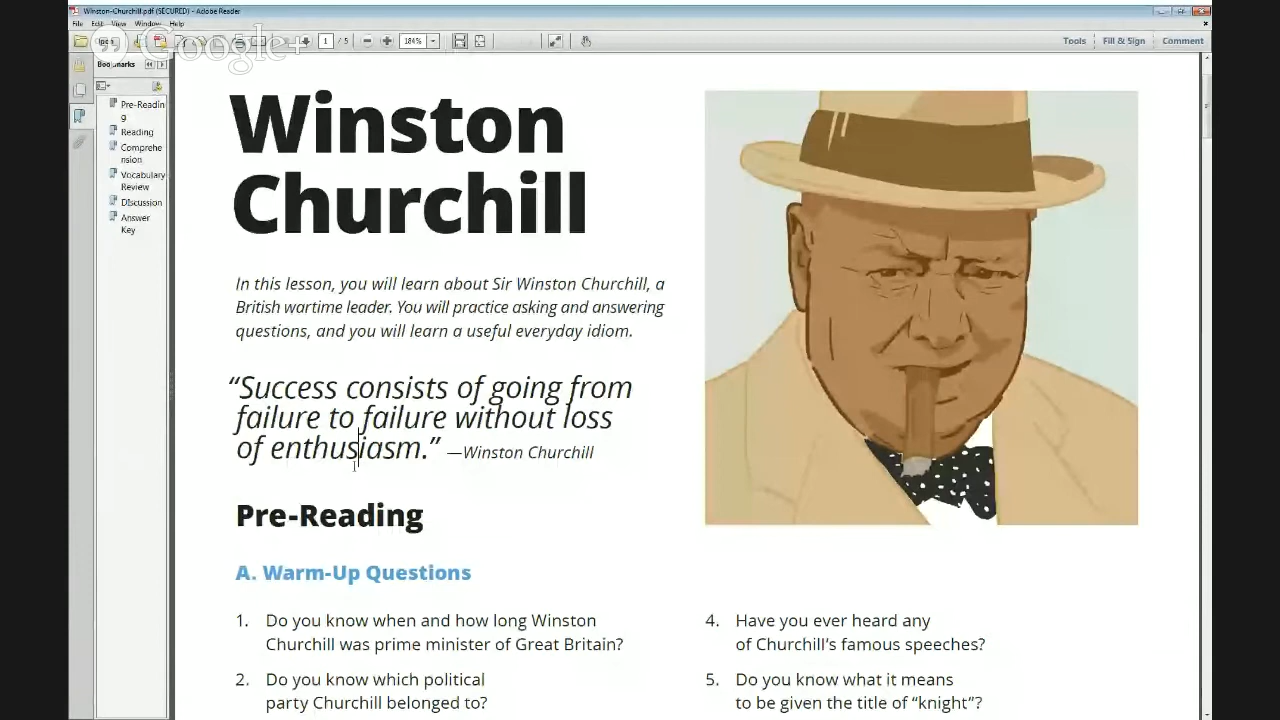 Winston-Churchill.pdf (SECURED) - Adobe Reader
File Edit View Window Help
Google+
1 / 5 184% Tools Fill & Sign Comment
Bookmarks
Pre-Readin
g
Reading
Comprehe
nsion
Vocabulary
Review
DIscussion
Answer
Key
Winston
Churchill
In this lesson, you will learn about Sir Winston Churchill, a
British wartime leader. You will practice asking and answering
questions, and you will learn a useful everyday idiom.
“Success consists of going from
failure to failure without loss
of enthusiasm.” —Winston Churchill
Pre-Reading
A. Warm-Up Questions
1. Do you know when and how long Winston
Churchill was prime minister of Great Britain?
2. Do you know which political
party Churchill belonged to?
4. Have you ever heard any
of Churchill’s famous speeches?
5. Do you know what it means
to be given the title of “knight”?